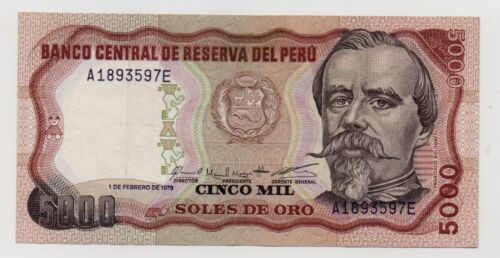 BANCO CENTRAL DE RESERVA DEL PERÚ
5000
A1893597E
DIRECTOR PRESIDENTE GERENTE GENERAL
1 DE FEBRERO DE 1979
CINCO MIL
5000
SOLES DE ORO
A1893597E
5000